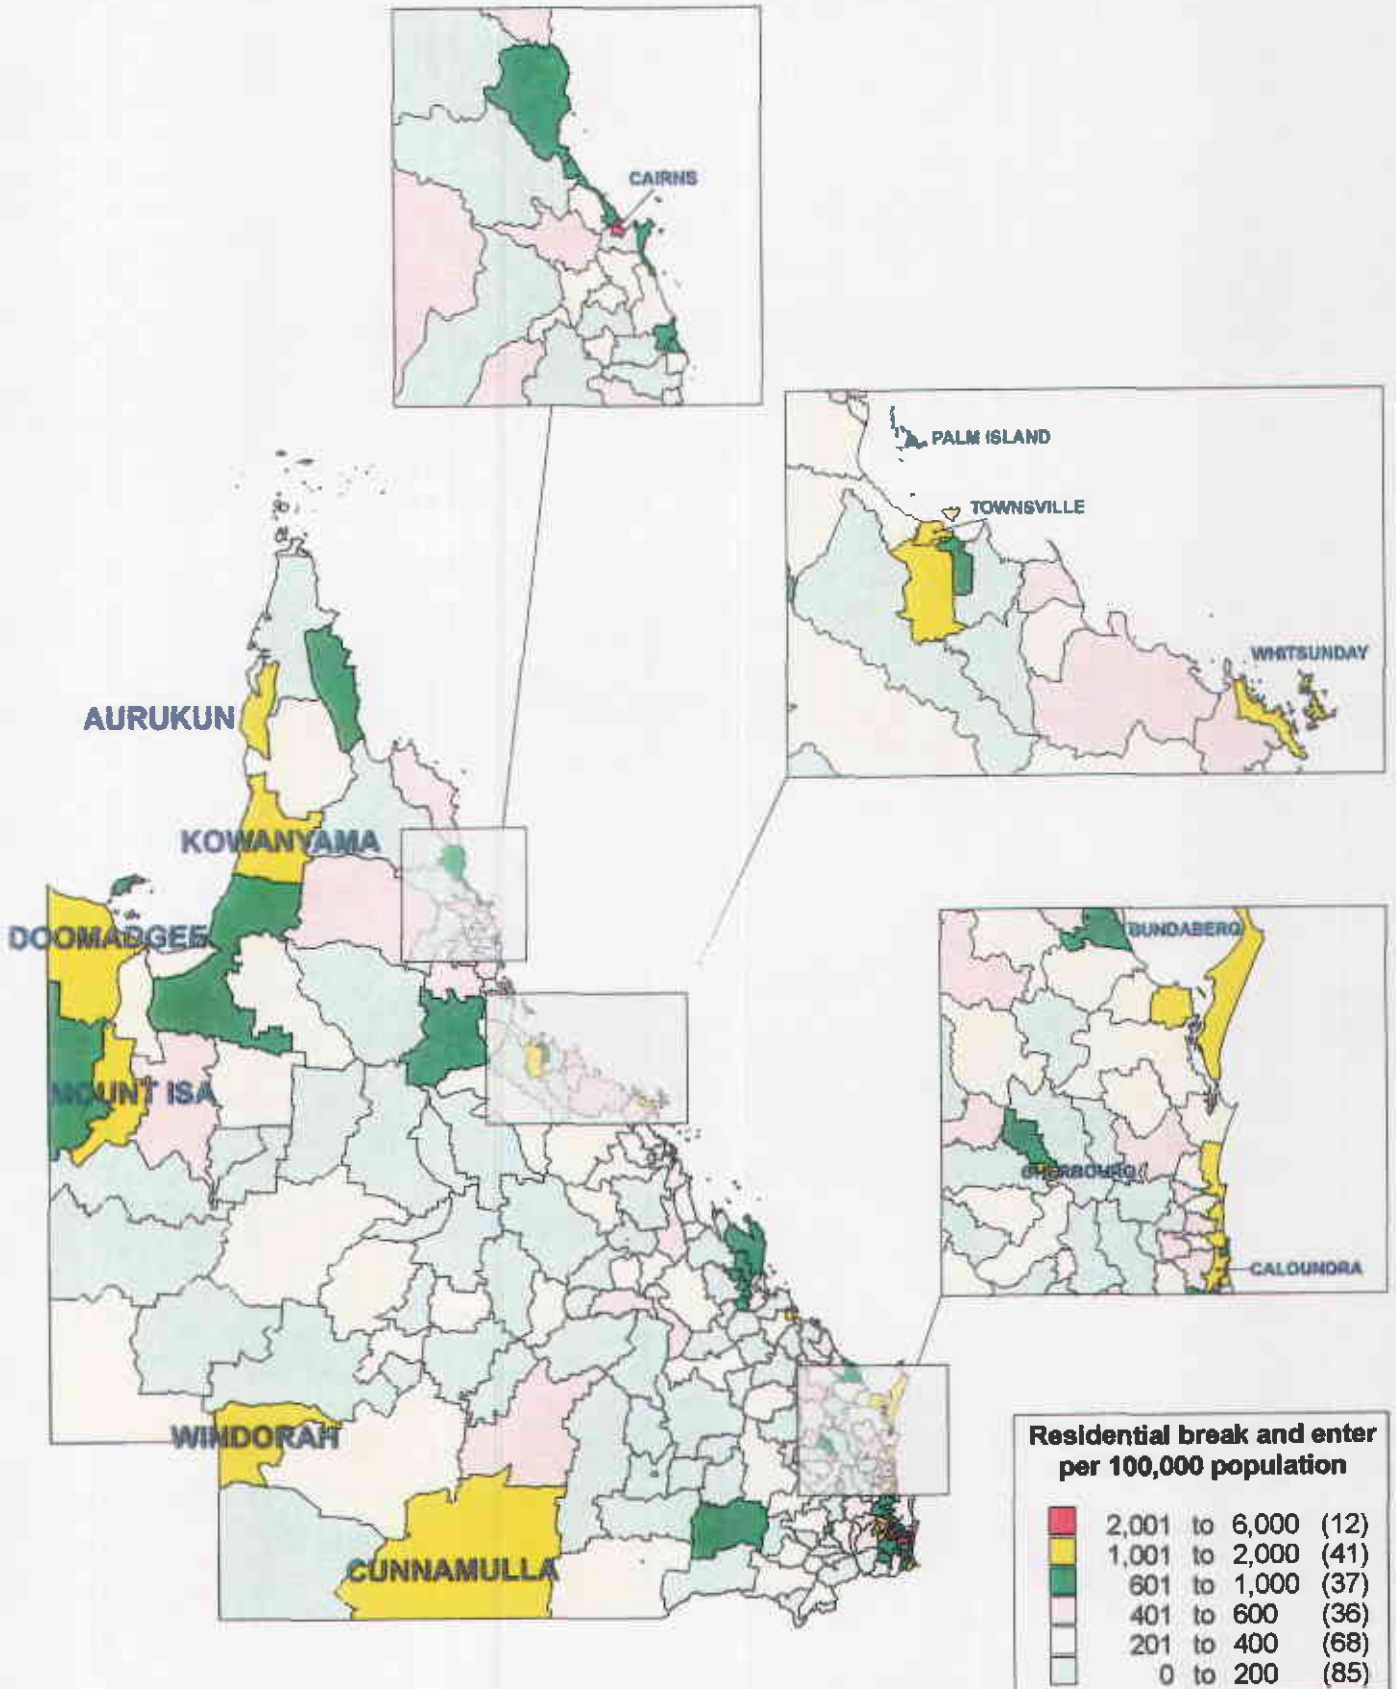 CAIRNS
PALM ISLAND
TOWNSVILLE
WHITSUNDAY
AURUKUN
KOWANYAMA
DOOMADGEE
BUNDABERG
MOUNT ISA
CHERBOURG
CALOUNDRA
WINDORAH
CUNNAMULLA
Residential break and enter
per 100,000 population
2,001 to 6,000 (12)
1,001 to 2,000 (41)
601 to 1,000 (37)
401 to 600 (36)
201 to 400 (68)
0 to 200 (85)